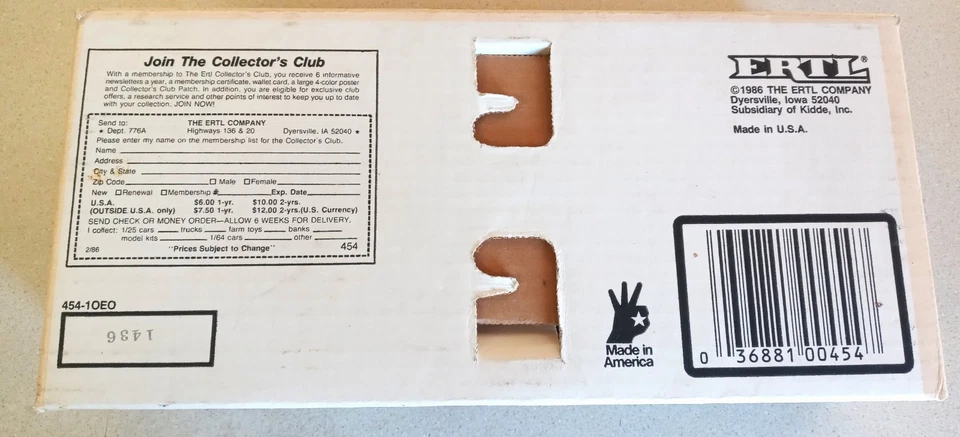 Join The Collector's Club
With a membership to The Ertl Collector's Club, you receive 6 informative
newsletters a year, a membership certificate, wallet card, a large 4-color poster
and Collector's Club Patch. In addition, you are eligible for exclusive club
offers, a research service and other points of interest to keep you up to date
with your collection. JOIN NOW!
Send to: THE ERTL COMPANY
★ Dept. 776A Highways 136 & 20 Dyersville, IA 52040 ★
Please enter my name on the membership list for the Collector's Club.
Name
Address
City & State
Zip Code □ Male □ Female
New □ Renewal □ Membership # Exp. Date
U.S.A. $6.00 1-yr. $10.00 2-yrs.
(OUTSIDE U.S.A. only) $7.50 1-yr. $12.00 2-yrs. (U.S. Currency)
SEND CHECK OR MONEY ORDER—ALLOW 6 WEEKS FOR DELIVERY.
I collect: 1/25 cars trucks farm toys banks
model kits 1/64 cars other
2/86 "Prices Subject to Change" 454
454-1OEO
1436
ERTL®
©1986 THE ERTL COMPANY
Dyersville, Iowa 52040
Subsidiary of Kidde, Inc.
Made in U.S.A.
Made in
America
0 36881 00454